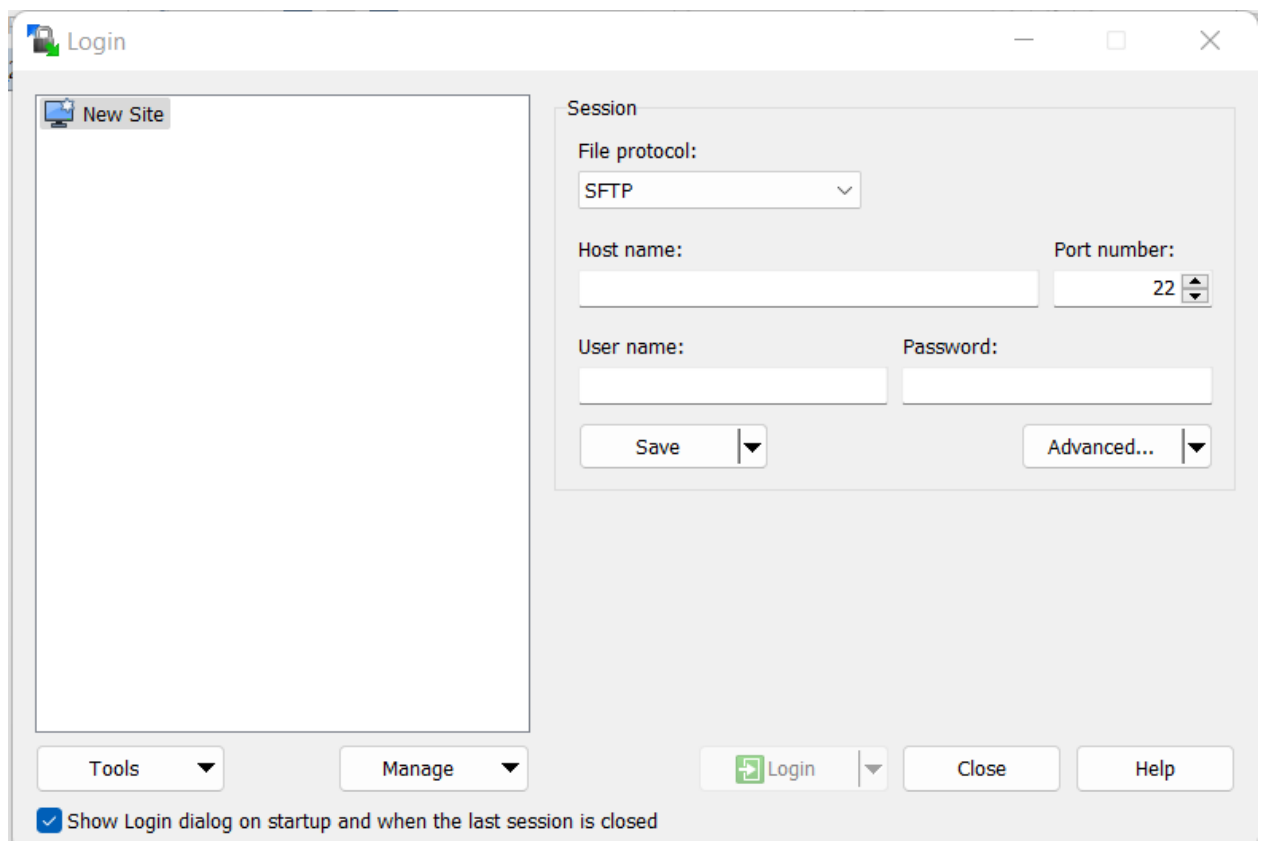 Login
New Site
Session
File protocol:
SFTP
Host name: Port number:
22
User name: Password:
Save Advanced...
Tools Manage Login Close Help
Show Login dialog on startup and when the last session is closed